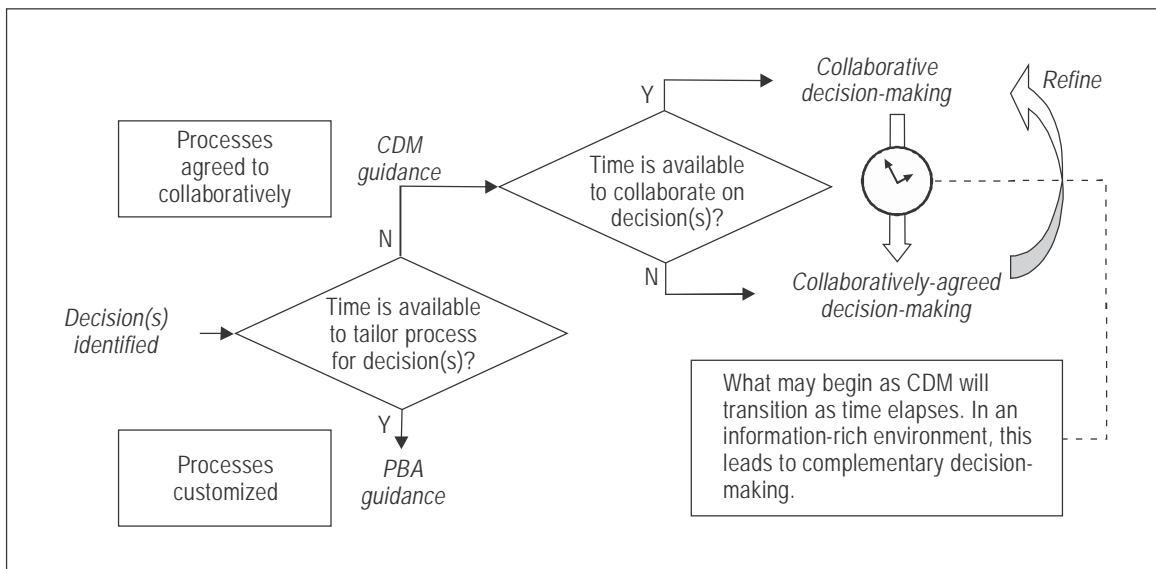 Collaborative
decision-making
Refine
Y
Processes
agreed to
collaboratively
CDM
guidance
Time is available
to collaborate on
decision(s)?
N
N
Collaboratively-agreed
decision-making
Decision(s)
identified
Time is available
to tailor process
for decision(s)?
Y
Processes
customized
PBA
guidance
What may begin as CDM will
transition as time elapses. In an
information-rich environment, this
leads to complementary decision-
making.